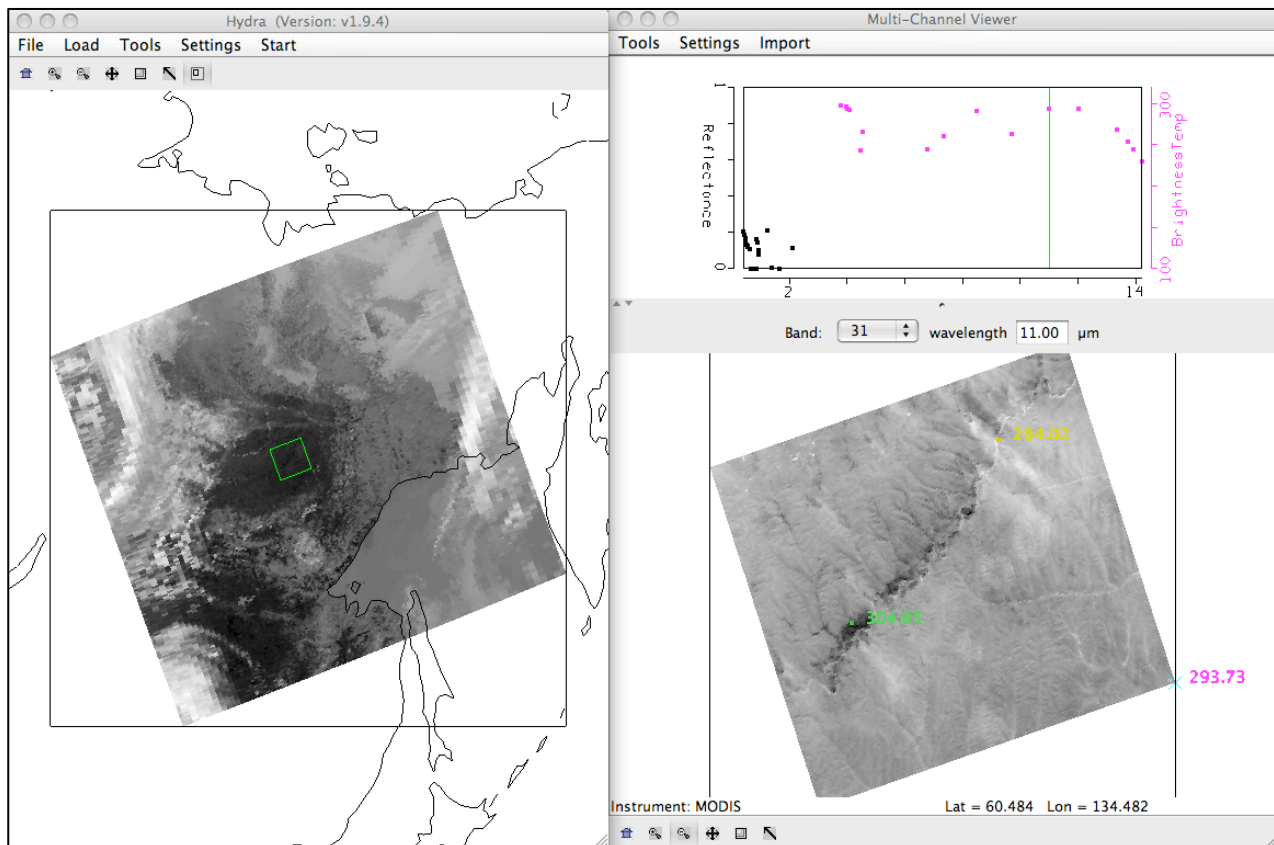 Hydra (Version: v1.9.4)
File Load Tools Settings Start
Multi-Channel Viewer
Tools Settings Import
1
Reflectance
0
300
BrightnessTemp
100
2
14
Band: 31 wavelength 11.00 µm
284.02
304.65
293.73
Instrument: MODIS Lat = 60.484 Lon = 134.482